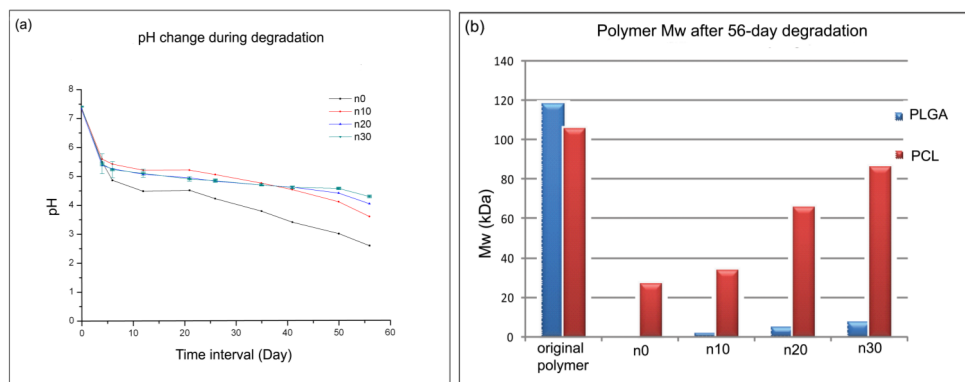 (a)
pH change during degradation
8
7
6
5
4
3
2
1
0
pH
n0
n10
n20
n30
0 10 20 30 40 50 60
Time interval (Day)
(b)
Polymer Mw after 56-day degradation
140
120
100
80
60
40
20
0
Mw (kDa)
PLGA
PCL
original n0 n10 n20 n30
polymer